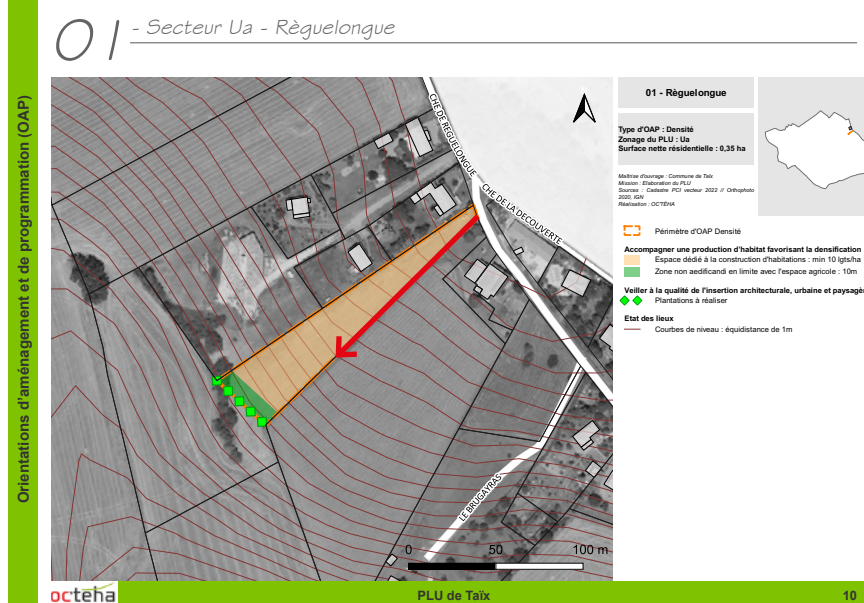 Orientations d'aménagement et de programmation (OAP)
01 - Secteur Ua - Règuelongue
CHE DE REGUELONGUE
CHE DE LA DECOUVERTE
LE BRUGAYRAS
0 50 100 m
01 - Règuelongue
Type d'OAP : Densité
Zonage du PLU : Ua
Surface nette résidentielle : 0,35 ha
Maîtrise d'ouvrage : Commune de Taïx
Mission : Elaboration du PLU
Sources : Cadastre PCI vecteur 2022 // Orthophoto
2020, IGN
Réalisation : OC'TÉHA
Périmètre d'OAP Densité
Accompagner une production d'habitat favorisant la densification
Espace dédié à la construction d'habitations : min 10 lgts/ha
Zone non aedificandi en limite avec l'espace agricole : 10m
Veiller à la qualité de l'insertion architecturale, urbaine et paysagè
Plantations à réaliser
Etat des lieux
Courbes de niveau : équidistance de 1m
octeha
PLU de Taïx
10